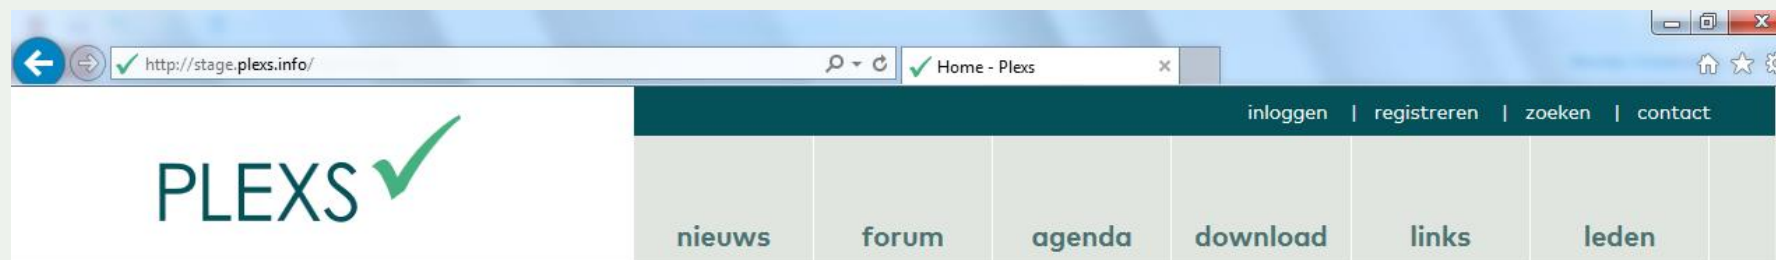 http://stage.plexs.info/
Home - Plexs
inloggen | registreren | zoeken | contact
PLEXS
nieuws forum agenda download links leden